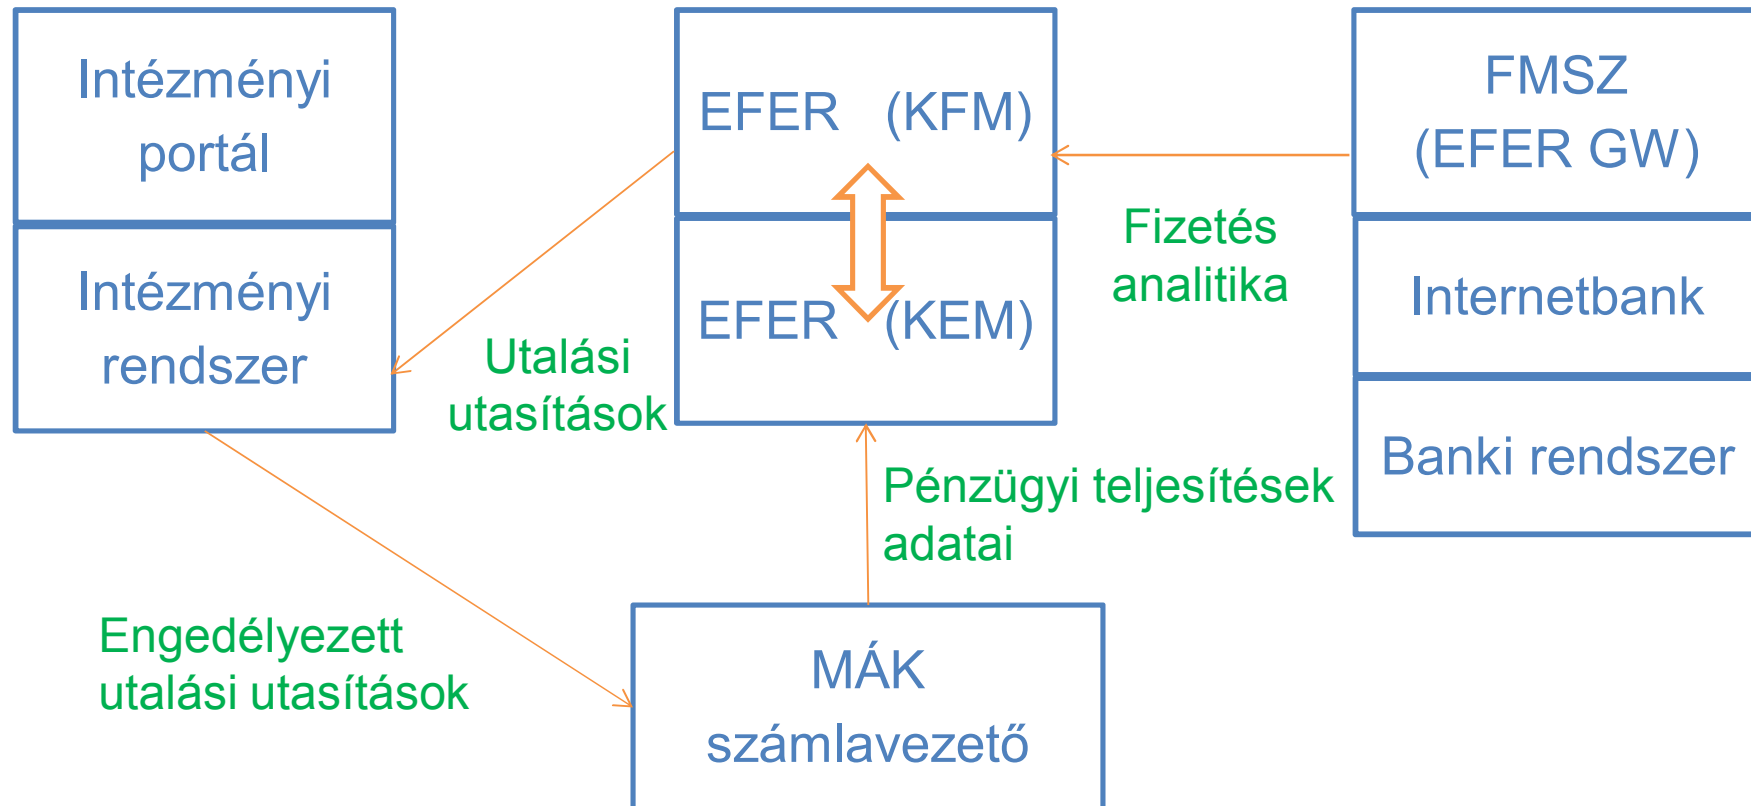 Intézményi
portál
Intézményi
rendszer
EFER (KFM)
EFER (KEM)
FMSZ
(EFER GW)
Internetbank
Banki rendszer
Fizetés
analitika
Utalási
utasítások
Pénzügyi teljesítések
adatai
Engedélyezett
utalási utasítások
MÁK
számlavezető